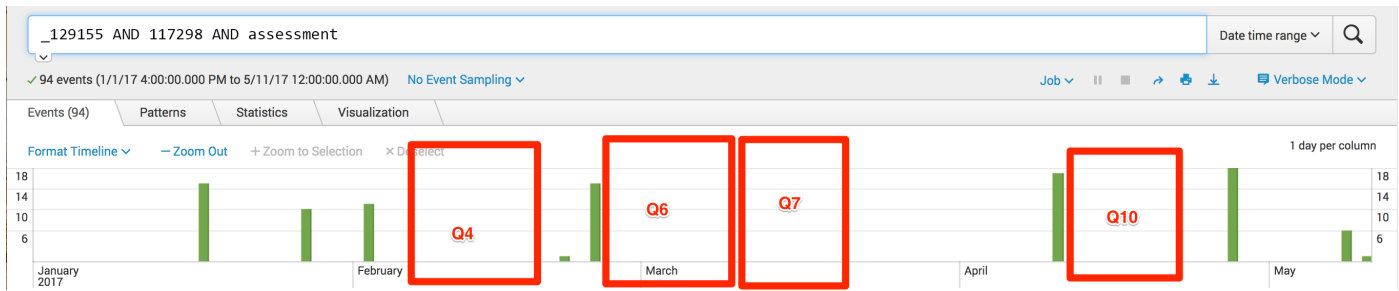 _129155 AND 117298 AND assessment
Date time range
94 events (1/1/17 4:00:00.000 PM to 5/11/17 12:00:00.000 AM) No Event Sampling
Job
Verbose Mode
Events (94) Patterns Statistics Visualization
Format Timeline — Zoom Out + Zoom to Selection × Deselect
1 day per column
18 18
14 14
10 10
6 6
Q4 Q6 Q7 Q10
January February March April May
2017